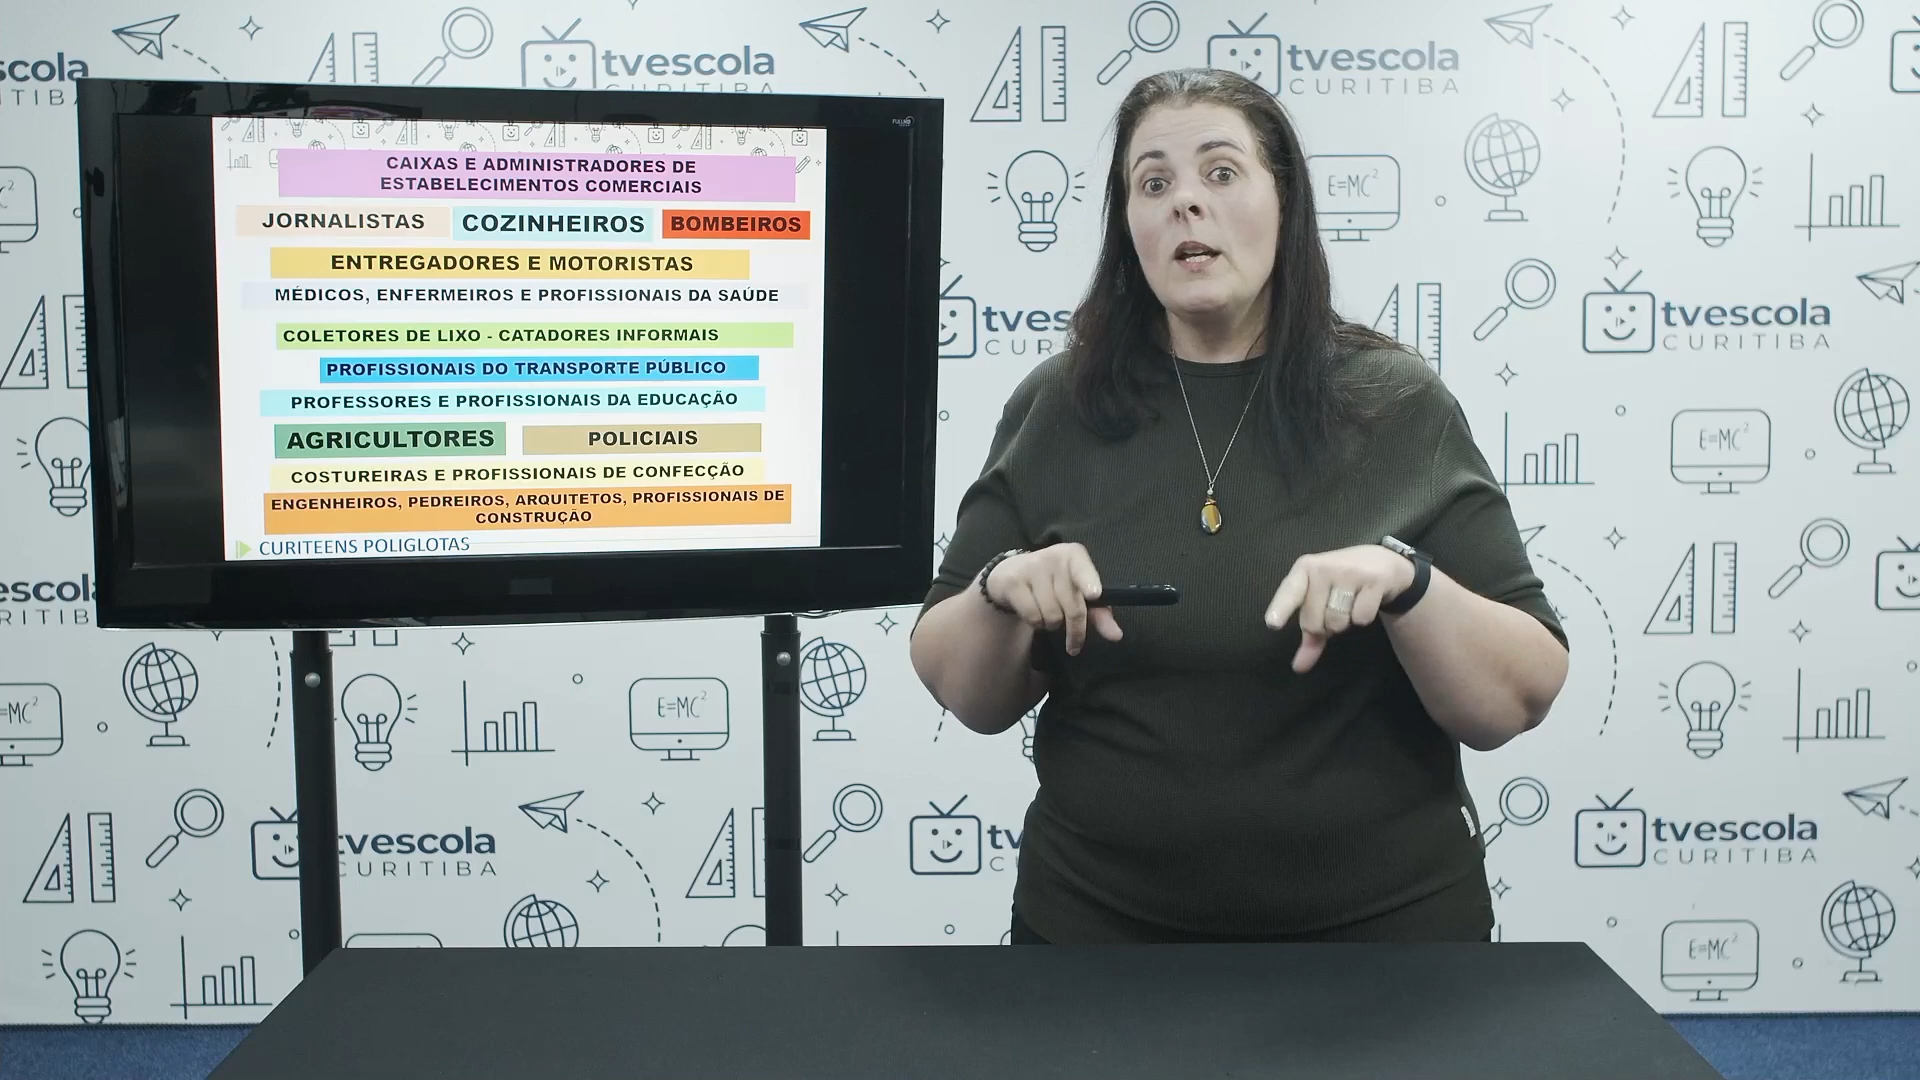 CAIXAS E ADMINISTRADORES DE
ESTABELECIMENTOS COMERCIAIS
JORNALISTAS
COZINHEIROS
BOMBEIROS
ENTREGADORES E MOTORISTAS
MÉDICOS, ENFERMEIROS E PROFISSIONAIS DA SAÚDE
COLETORES DE LIXO - CATADORES INFORMAIS
PROFISSIONAIS DO TRANSPORTE PÚBLICO
PROFESSORES E PROFISSIONAIS DA EDUCAÇÃO
AGRICULTORES
POLICIAIS
COSTUREIRAS E PROFISSIONAIS DE CONFECÇÃO
ENGENHEIROS, PEDREIROS, ARQUITETOS, PROFISSIONAIS DE
CONSTRUÇÃO
CURITEENS POLIGLOTAS
tvescola
CURITIBA
tvescola
CURITIBA
E=MC²
tvescola
CURITIBA
E=MC²
E=MC²
tvescola
CURITIBA
tvescola
CURITIBA
E=MC²